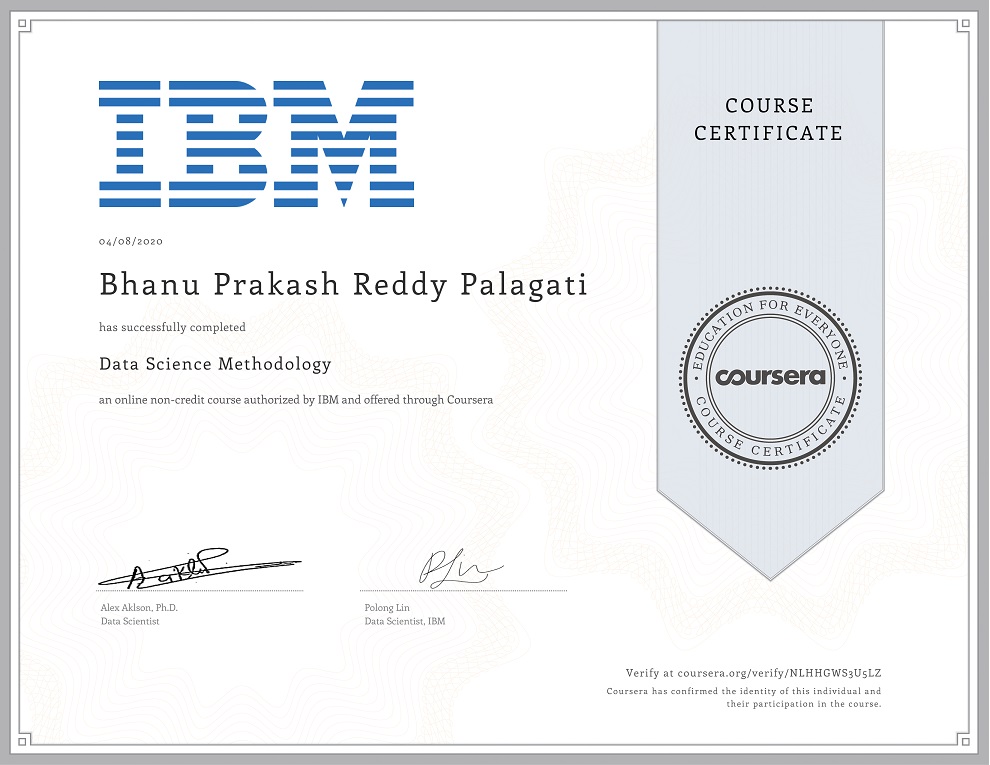 IBM
COURSE
CERTIFICATE
04/08/2020
Bhanu Prakash Reddy Palagati
has successfully completed
Data Science Methodology
an online non-credit course authorized by IBM and offered through Coursera
EDUCATION FOR EVERYONE
coursera
COURSE CERTIFICATE
Alex Aklson, Ph.D.
Data Scientist
Polong Lin
Data Scientist, IBM
Verify at coursera.org/verify/NLHHGWS3U5LZ
Coursera has confirmed the identity of this individual and
their participation in the course.